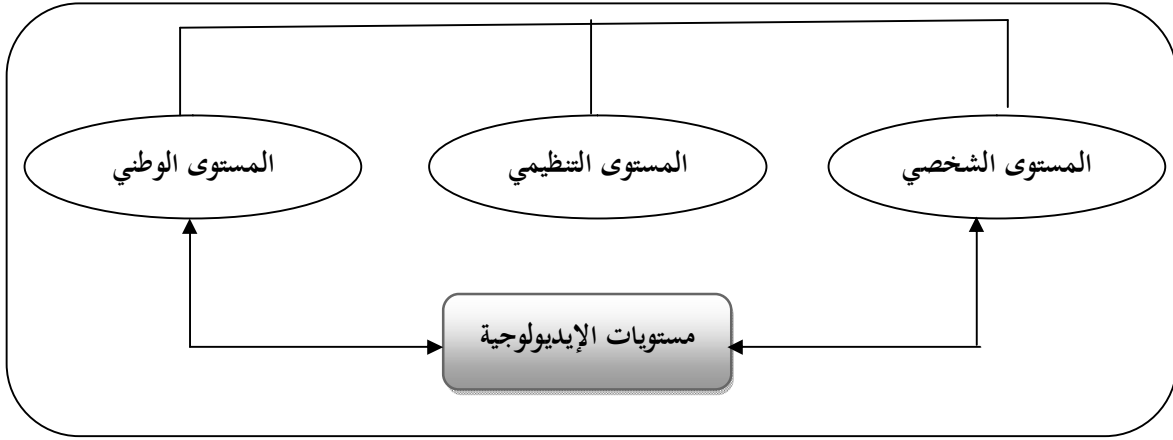 المستوى الشخصي
المستوى التنظيمي
المستوى الوطني
مستويات الإيديولوجية